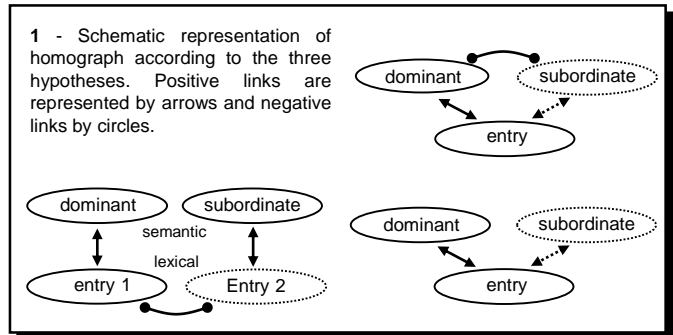 1 - Schematic representation of
homograph according to the three
hypotheses. Positive links are
represented by arrows and negative
links by circles.
dominant subordinate
entry
dominant subordinate
semantic
lexical
entry 1 Entry 2
dominant subordinate
entry